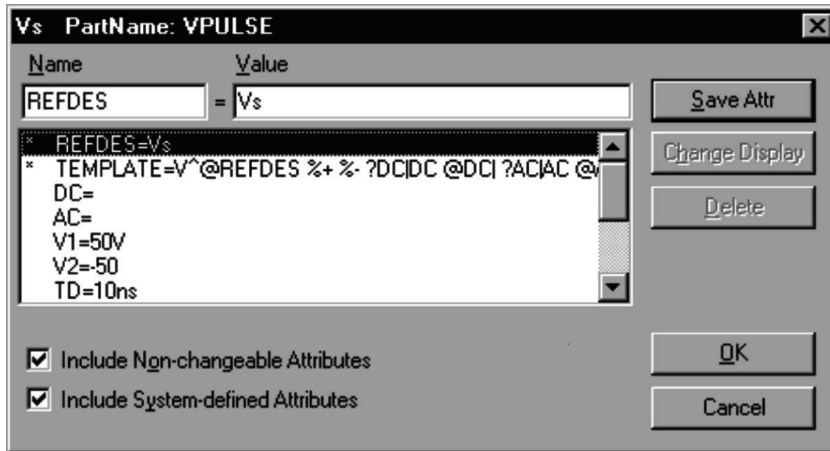 Vs PartName: VPULSE
Name Value
REFDES = Vs
Save Attr
* REFDES=Vs
* TEMPLATE=V^@REFDES %+ %- ?DC|DC @DC| ?AC|AC @
Change Display
DC=
AC=
Delete
V1=50V
V2=-50
TD=10ns
Include Non-changeable Attributes
OK
Include System-defined Attributes
Cancel